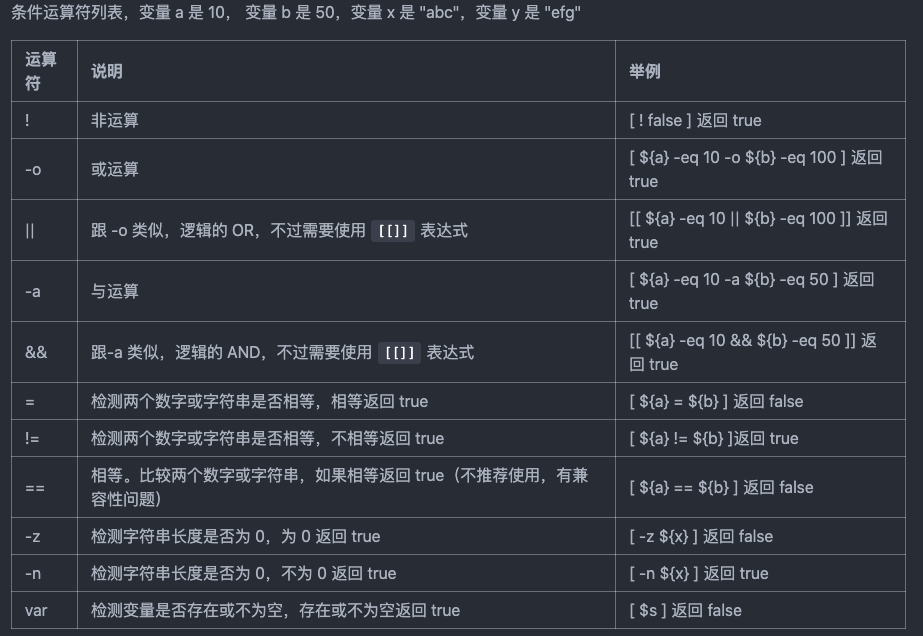 条件运算符列表，变量 a 是 10， 变量 b 是 50，变量 x 是 "abc"，变量 y 是 "efg"
运算
符
说明
举例
!
非运算
[ ! false ] 返回 true
-o
或运算
[ ${a} -eq 10 -o ${b} -eq 100 ] 返回
true
||
跟 -o 类似，逻辑的 OR，不过需要使用 [[]] 表达式
[[ ${a} -eq 10 || ${b} -eq 100 ]] 返回
true
-a
与运算
[ ${a} -eq 10 -a ${b} -eq 50 ] 返回
true
&&
跟-a 类似，逻辑的 AND，不过需要使用 [[]] 表达式
[[ ${a} -eq 10 && ${b} -eq 50 ]] 返
回 true
=
检测两个数字或字符串是否相等，相等返回 true
[ ${a} = ${b} ] 返回 false
!=
检测两个数字或字符串是否相等，不相等返回 true
[ ${a} != ${b} ]返回 true
==
相等。比较两个数字或字符串，如果相等返回 true（不推荐使用，有兼
容性问题）
[ ${a} == ${b} ] 返回 false
-z
检测字符串长度是否为 0，为 0 返回 true
[ -z ${x} ] 返回 false
-n
检测字符串长度是否为 0，不为 0 返回 true
[ -n ${x} ] 返回 true
var
检测变量是否存在或不为空，存在或不为空返回 true
[ $s ] 返回 false